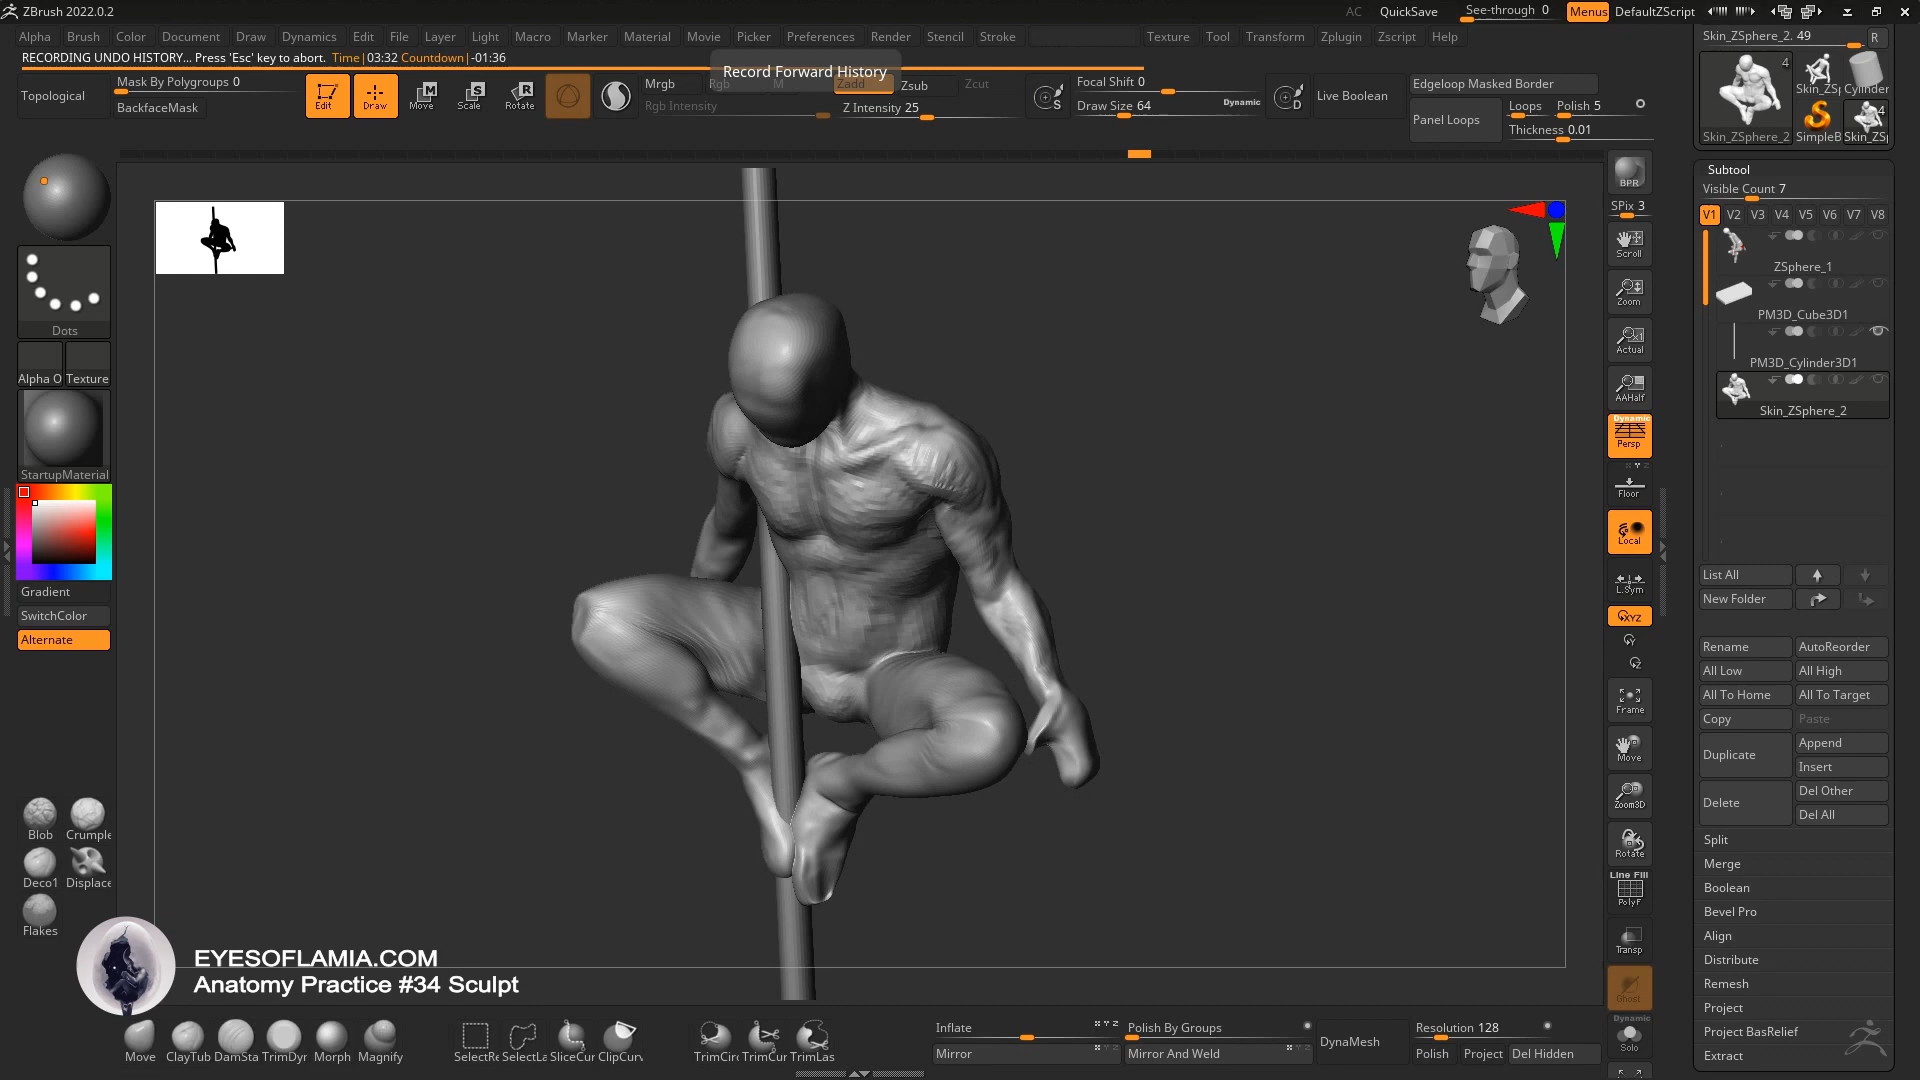 ZBrush 2022.0.2
AC QuickSave See-through 0 Menus DefaultZScript
Alpha Brush Color Document Draw Dynamics Edit File Layer Light Macro Marker Material Movie Picker Preferences Render Stencil Stroke Texture Tool Transform Zplugin Zscript Help
RECORDING UNDO HISTORY... Press 'Esc' key to abort. Time|03:32 Countdown|-01:36
Record Forward History
Topological
Mask By Polygroups 0
BackfaceMask
Edit Draw Move Scale Rotate
Mrgb Rgb M Zadd Zsub Zcut
Rgb Intensity Z Intensity 25
Focal Shift 0
Draw Size 64 Dynamic
S D
Live Boolean
Edgeloop Masked Border
Panel Loops
Loops Polish 5
Thickness 0.01
Skin_ZSphere_2. 49 R
4
Skin_ZS Cylinder
Skin_ZSphere_2 SimpleB Skin_ZS
4
Dots
Alpha O Texture
StartupMaterial
Gradient
SwitchColor
Alternate
Blob Crumple
Deco1 Displace
Flakes
EYESOFLAMIA.COM
Anatomy Practice #34 Sculpt
BPR
SPix 3
Scroll
Zoom
Actual
AAHalf
Dynamic
Persp
Floor
Local
L.Sym
XYZ
Y
Z
Frame
Move
Zoom3D
Rotate
Line Fill
PolyF
Transp
Ghost
Dynamic
Solo
Subtool
Visible Count 7
V1 V2 V3 V4 V5 V6 V7 V8
ZSphere_1
PM3D_Cube3D1
PM3D_Cylinder3D1
Skin_ZSphere_2
List All
New Folder
Rename AutoReorder
All Low All High
All To Home All To Target
Copy Paste
Duplicate Append
Insert
Delete Del Other
Del All
Split
Merge
Boolean
Bevel Pro
Align
Distribute
Remesh
Project
Project BasRelief
Extract
Move ClayTub DamSta TrimDyr Morph Magnify
SelectRe SelectLa SliceCur ClipCurv
TrimCirc TrimCur TrimLas
Inflate Polish By Groups
Mirror Mirror And Weld
DynaMesh
Resolution 128
Polish Project Del Hidden